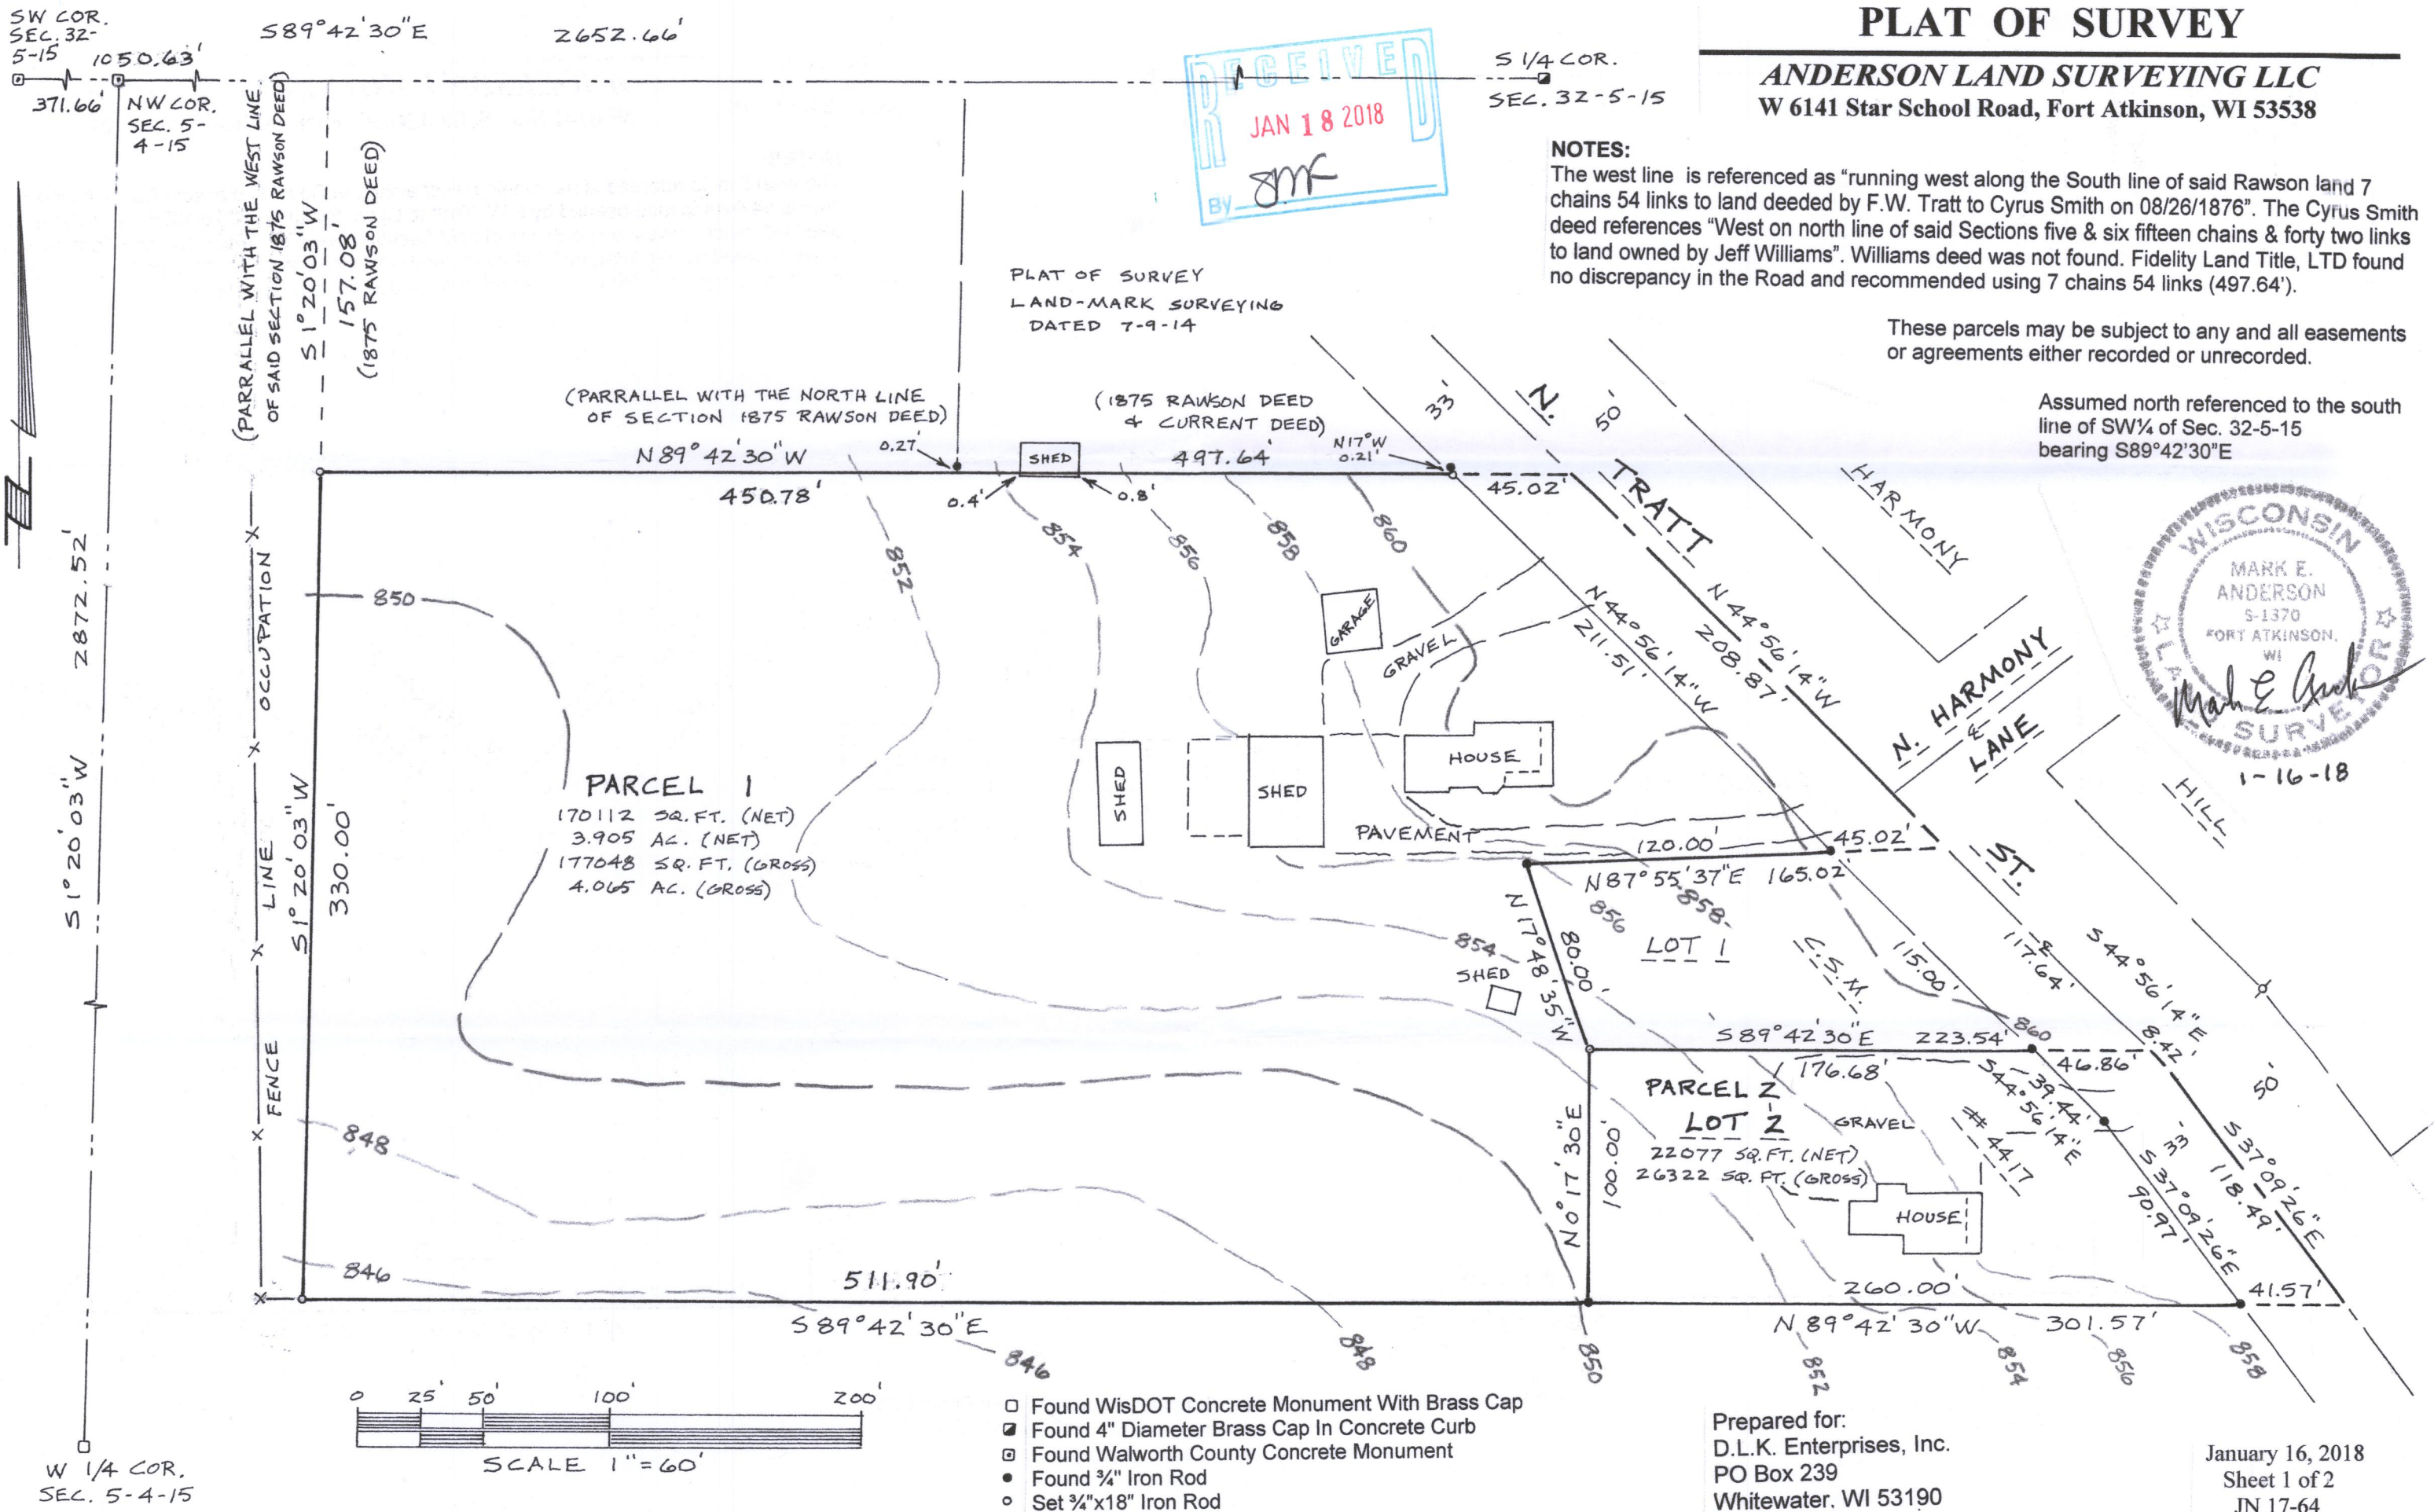 PLAT OF SURVEY
ANDERSON LAND SURVEYING LLC
W 6141 Star School Road, Fort Atkinson, WI 53538
SW COR.
SEC. 32-
5-15
S89°42'30"E 2652.66'
1050.63'
371.66'
NW COR.
SEC. 5-
4-15
S 1/4 COR.
SEC. 32-5-15
RECEIVED
JAN 18 2018
By
NOTES:
The west line is referenced as “running west along the South line of said Rawson land 7
chains 54 links to land deeded by F.W. Tratt to Cyrus Smith on 08/26/1876”. The Cyrus Smith
deed references “West on north line of said Sections five & six fifteen chains & forty two links
to land owned by Jeff Williams”. Williams deed was not found. Fidelity Land Title, LTD found
no discrepancy in the Road and recommended using 7 chains 54 links (497.64').
These parcels may be subject to any and all easements
or agreements either recorded or unrecorded.
Assumed north referenced to the south
line of SW¼ of Sec. 32-5-15
bearing S89°42'30"E
(PARRALLEL WITH THE WEST LINE
OF SAID SECTION 1875 RAWSON DEED)
S 1°20'03"W
157.08'
(1875 RAWSON DEED)
PLAT OF SURVEY
LAND-MARK SURVEYING
DATED 7-9-14
(PARRALLEL WITH THE NORTH LINE
OF SECTION 1875 RAWSON DEED)
(1875 RAWSON DEED
& CURRENT DEED)
N 89°42'30"W
0.27'
SHED
497.64'
N17°W
0.21'
450.78'
0.4'
0.8'
45.02'
33'
N.
50'
TRATT
HARMONY
WISCONSIN
MARK E.
ANDERSON
S-1370
FORT ATKINSON,
WI
LAND SURVEYOR
Mark E Anderson
1-16-18
852
854
856
858
860
850
GARAGE
GRAVEL
N 44°56'14"W
211.51'
N 44°56'14"W
208.87'
N. HARMONY
LANE
HILL
S1°20'03"W 2872.52'
OCCUPATION
LINE
FENCE
S1°20'03"W
330.00'
PARCEL 1
170112 SQ. FT. (NET)
3.905 AC. (NET)
177048 SQ. FT. (GROSS)
4.065 AC. (GROSS)
SHED
SHED
HOUSE
PAVEMENT
120.00'
45.02'
N87°55'37"E 165.02'
ST.
856
858
LOT 1
C.S.M.
854
SHED
N17°48'35"W
80.00'
115.00'
117.64'
S44°56'14"E
8.42'
860
S89°42'30"E 223.54'
176.68'
46.86'
50'
PARCEL 2
LOT 2
22077 SQ. FT. (NET)
26322 SQ. FT. (GROSS)
GRAVEL
# 4417
39.44'
S44°56'14"E
33'
S37°09'26"E
118.49'
S37°09'26"E
90.97'
N0°17'30"E
100.00'
HOUSE
848
846
511.90'
S89°42'30"E
260.00'
41.57'
N 89°42'30"W 301.57'
846
848
850
852
854
856
858
W 1/4 COR.
SEC. 5-4-15
0 25' 50' 100' 200'
SCALE 1"=60'
Found WisDOT Concrete Monument With Brass Cap
Found 4" Diameter Brass Cap In Concrete Curb
Found Walworth County Concrete Monument
Found ¾" Iron Rod
Set ¾"x18" Iron Rod
Prepared for:
D.L.K. Enterprises, Inc.
PO Box 239
Whitewater, WI 53190
January 16, 2018
Sheet 1 of 2
JN 17-64